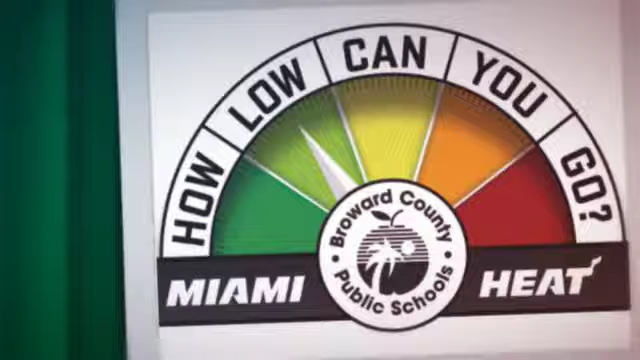 HOW LOW CAN YOU GO?
Broward County
Public Schools
MIAMI HEAT